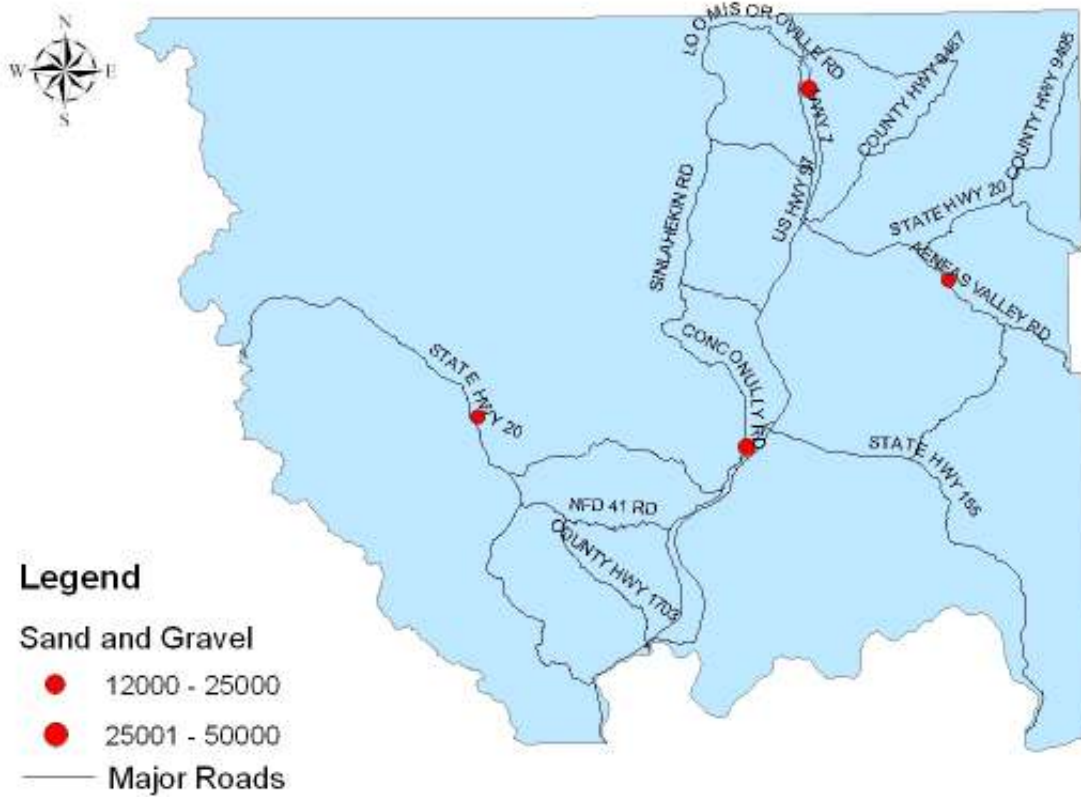 N
W E
S
LOOMIS OROVILLE RD
HWY 7
COUNTY HWY 9467
COUNTY HWY 9495
US HWY 97
SINLAHEKIN RD
STATE HWY 20
AENEAS VALLEY RD
CONCONULLY RD
STATE HWY 20
STATE HWY 155
NFD 41 RD
COUNTY HWY 1703
Legend
Sand and Gravel
12000 - 25000
25001 - 50000
Major Roads